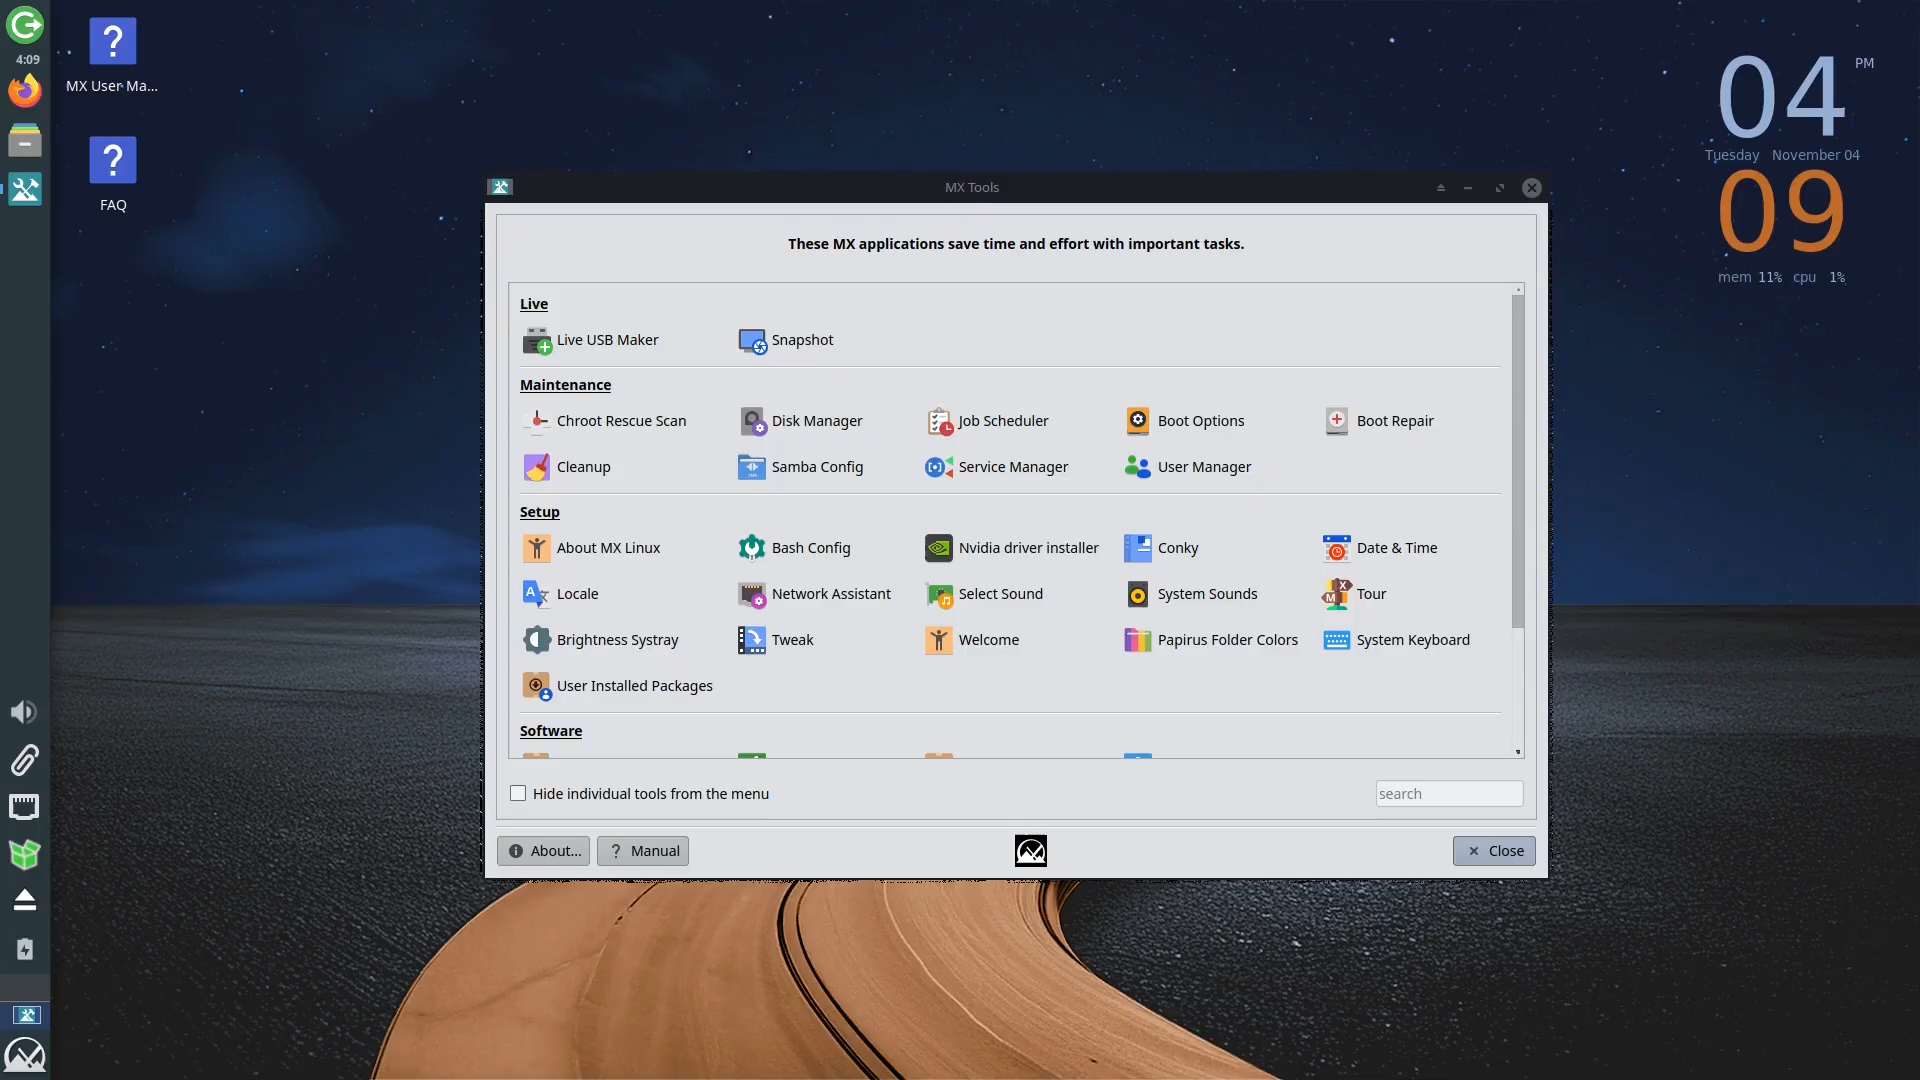 4:09
MX User Ma...
FAQ
04 PM
Tuesday November 04
09
mem 11% cpu 1%
MX Tools
These MX applications save time and effort with important tasks.
Live
Live USB Maker Snapshot
Maintenance
Chroot Rescue Scan Disk Manager Job Scheduler Boot Options Boot Repair
Cleanup Samba Config Service Manager User Manager
Setup
About MX Linux Bash Config Nvidia driver installer Conky Date & Time
Locale Network Assistant Select Sound System Sounds Tour
Brightness Systray Tweak Welcome Papirus Folder Colors System Keyboard
User Installed Packages
Software
Hide individual tools from the menu
search
About... ? Manual Close